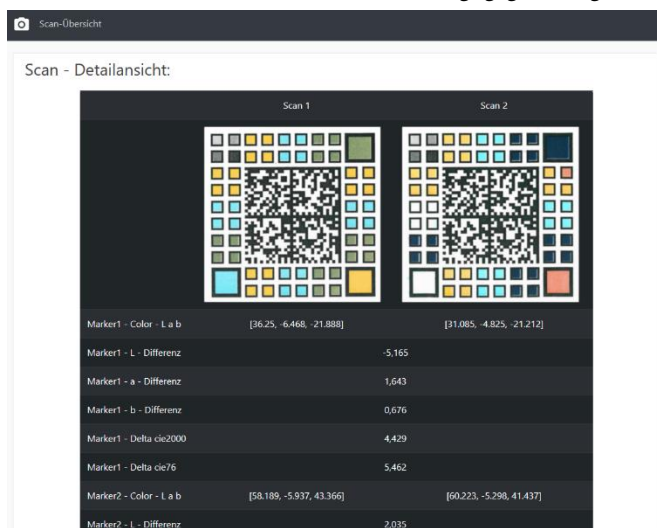 Scan-Übersicht
Scan - Detailansicht:
Scan 1 Scan 2
Marker1 - Color - L a b [36.25, -6.468, -21.888] [31.085, -4.825, -21.212]
Marker1 - L - Differenz -5,165
Marker1 - a - Differenz 1,643
Marker1 - b - Differenz 0,676
Marker1 - Delta cie2000 4,429
Marker1 - Delta cie76 5,462
Marker2 - Color - L a b [58.189, -5.937, 43.366] [60.223, -5.298, 41.437]
Marker2 - L - Differenz 2,035